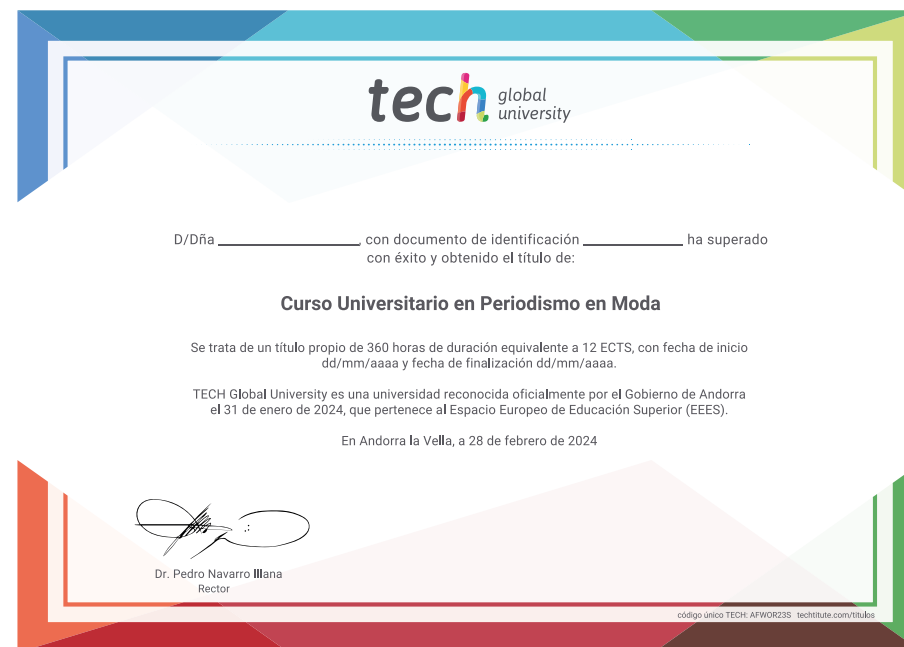 tech global university
D/Dña ____________________, con documento de identificación ______________ ha superado
con éxito y obtenido el título de:
Curso Universitario en Periodismo en Moda
Se trata de un título propio de 360 horas de duración equivalente a 12 ECTS, con fecha de inicio
dd/mm/aaaa y fecha de finalización dd/mm/aaaa.
TECH Global University es una universidad reconocida oficialmente por el Gobierno de Andorra
el 31 de enero de 2024, que pertenece al Espacio Europeo de Educación Superior (EEES).
En Andorra la Vella, a 28 de febrero de 2024
Dr. Pedro Navarro Illana
Rector
código único TECH: AFWOR23S techtitute.com/titulos